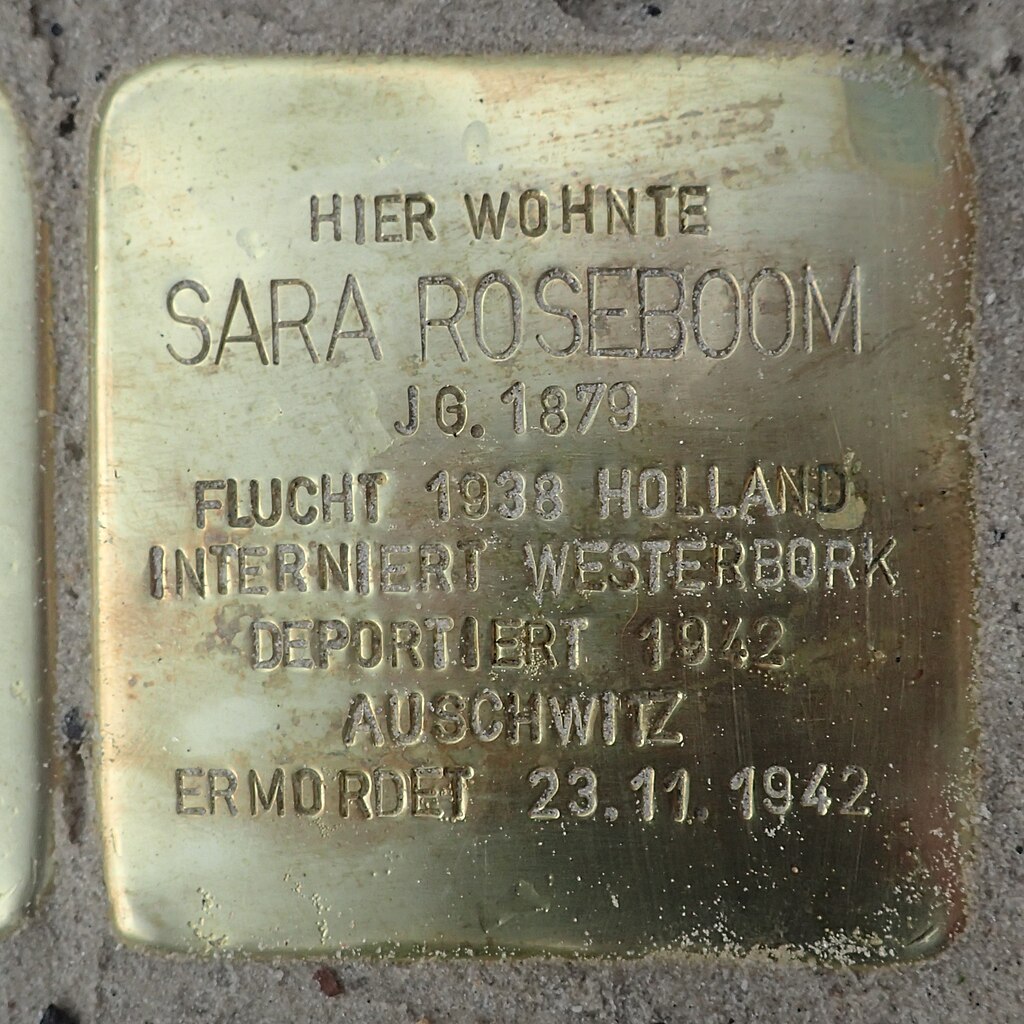 HIER WOHNTE
SARA ROSEBOOM
JG. 1879
FLUCHT 1938 HOLLAND
INTERNIERT WESTERBORK
DEPORTIERT 1942
AUSCHWITZ
ERMORDET 23.11.1942